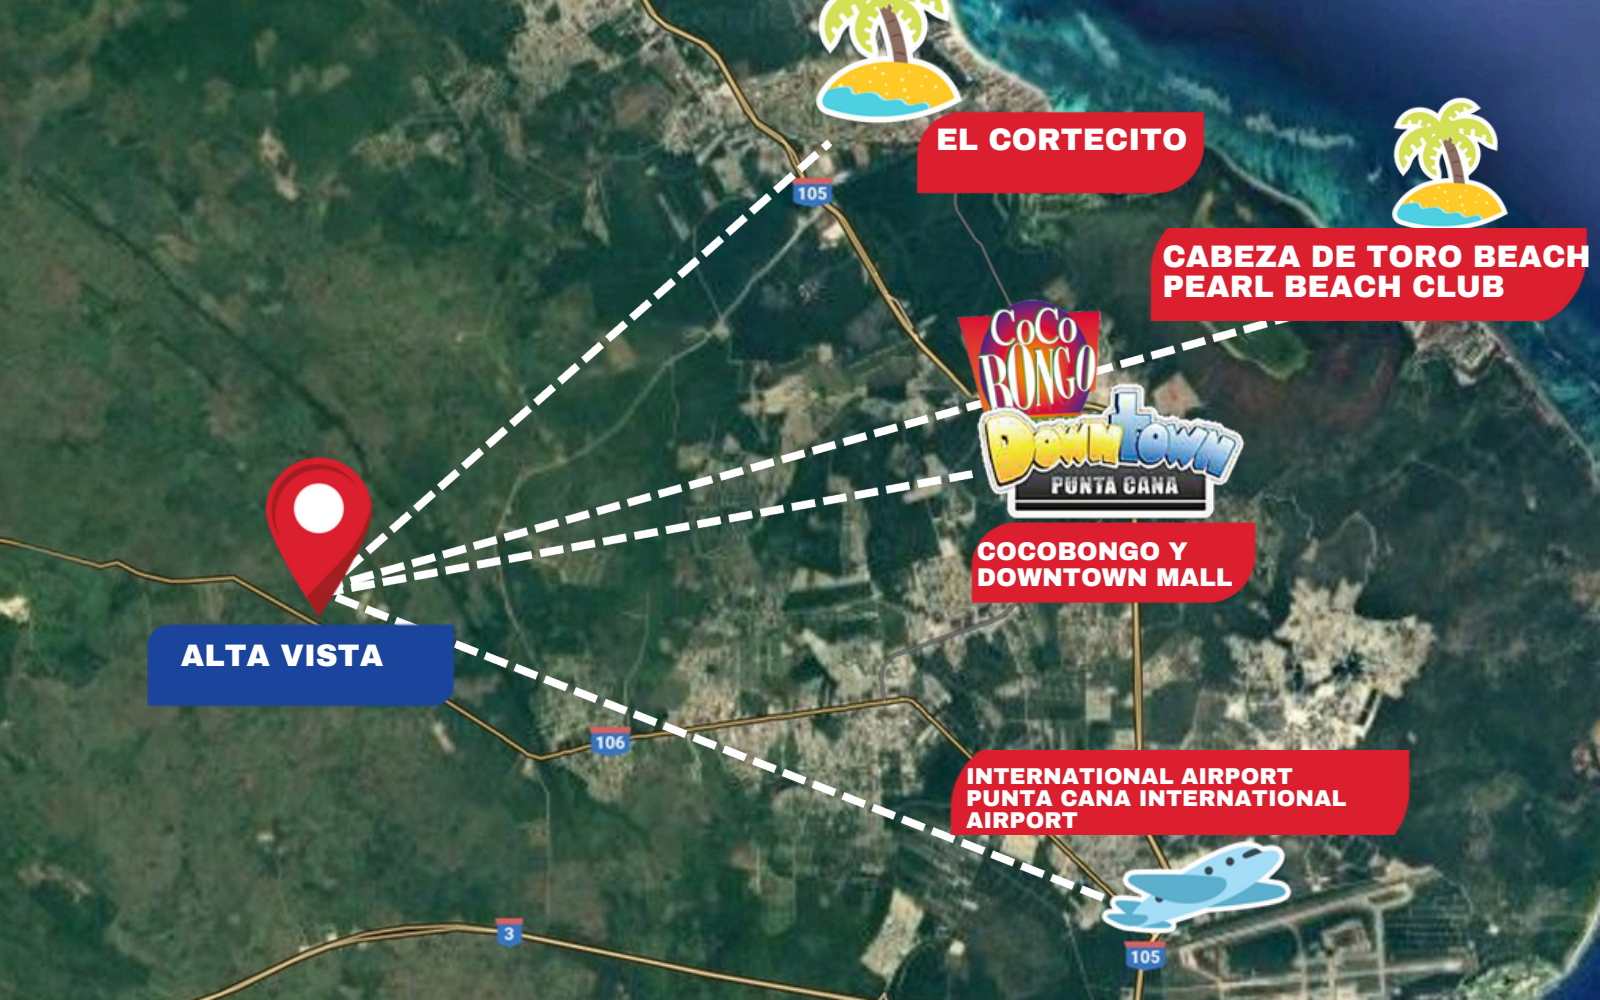 EL CORTECITO
105
CABEZA DE TORO BEACH
PEARL BEACH CLUB
COCO
BONGO
DOWNTOWN
PUNTA CANA
COCOBONGO Y
DOWNTOWN MALL
ALTA VISTA
106
INTERNATIONAL AIRPORT
PUNTA CANA INTERNATIONAL
AIRPORT
3
105